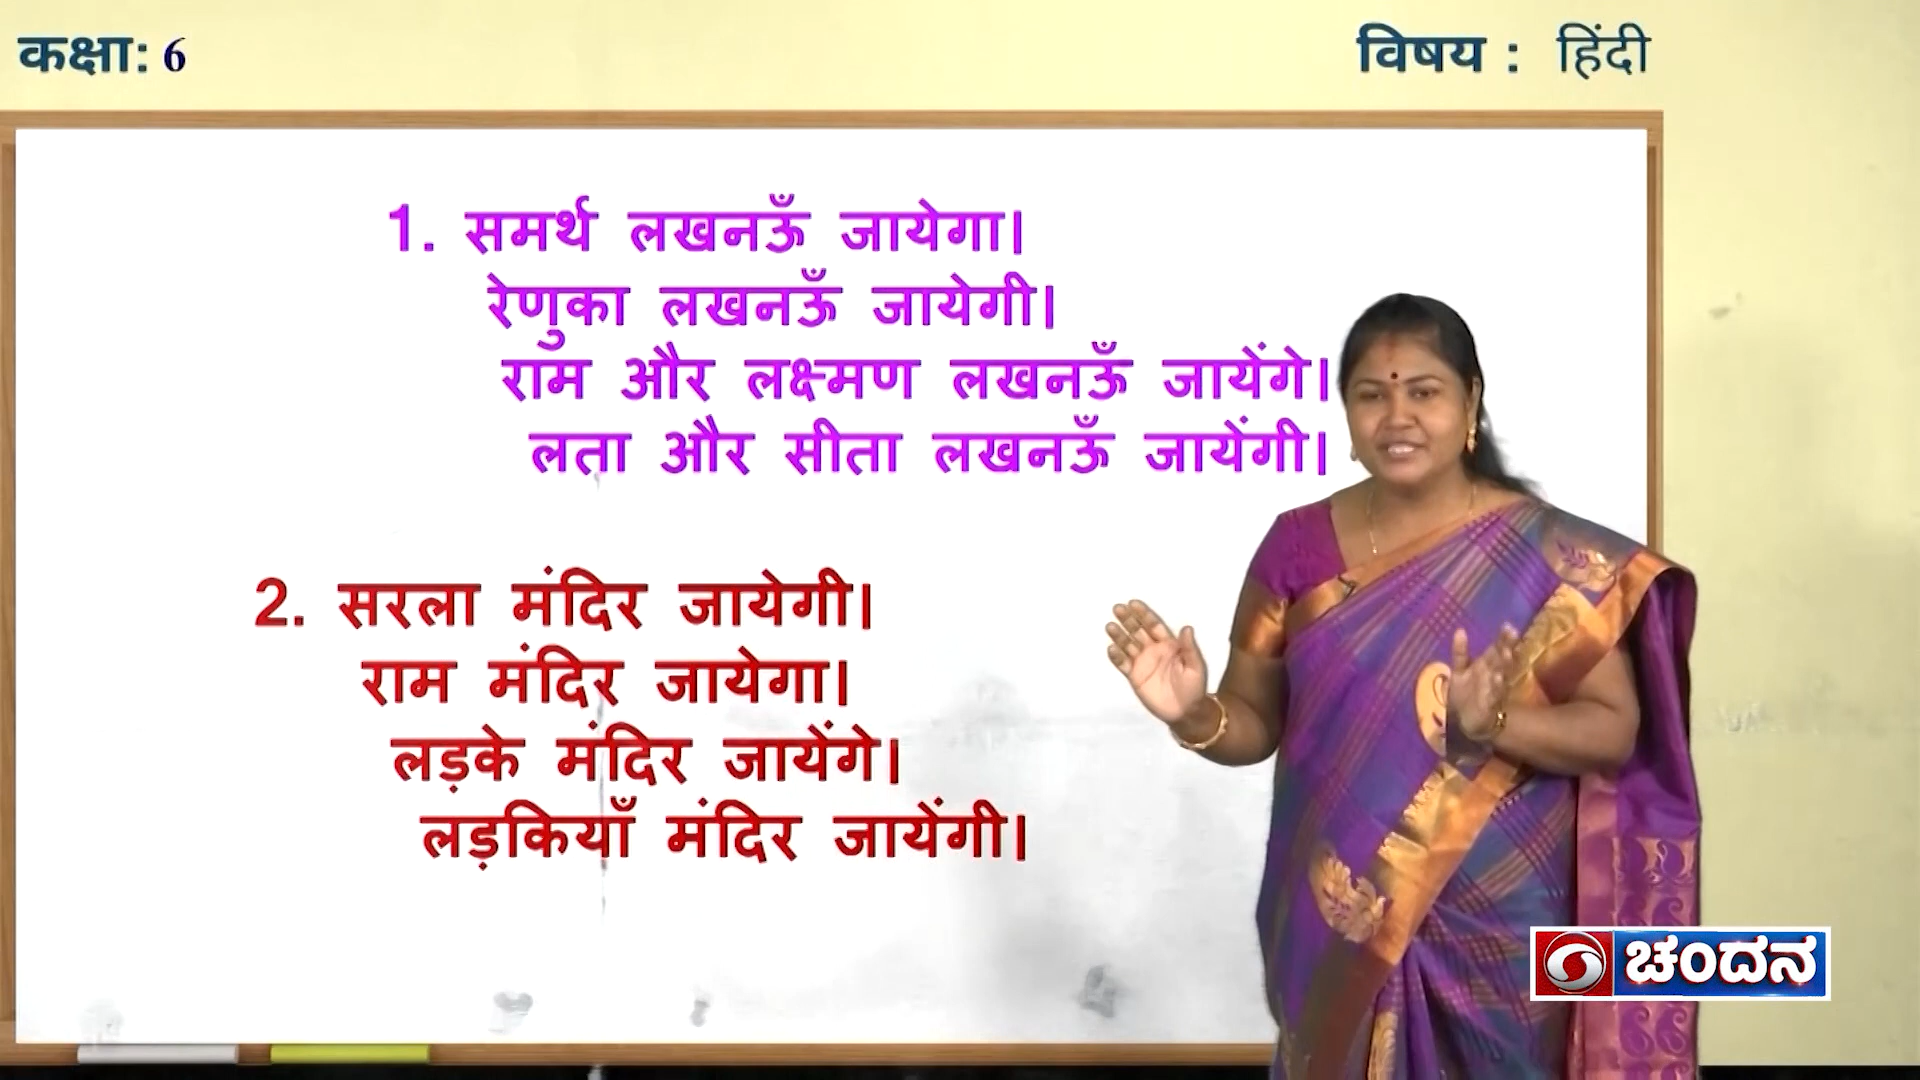 कक्षा: 6
विषय : हिंदी
1. समर्थ लखनऊँ जायेगा।
रेणुका लखनऊँ जायेगी।
राम और लक्ष्मण लखनऊँ जायेंगे।
लता और सीता लखनऊँ जायेंगी।
2. सरला मंदिर जायेगी।
राम मंदिर जायेगा।
लड़के मंदिर जायेंगे।
लड़कियाँ मंदिर जायेंगी।
ಚಂದನ